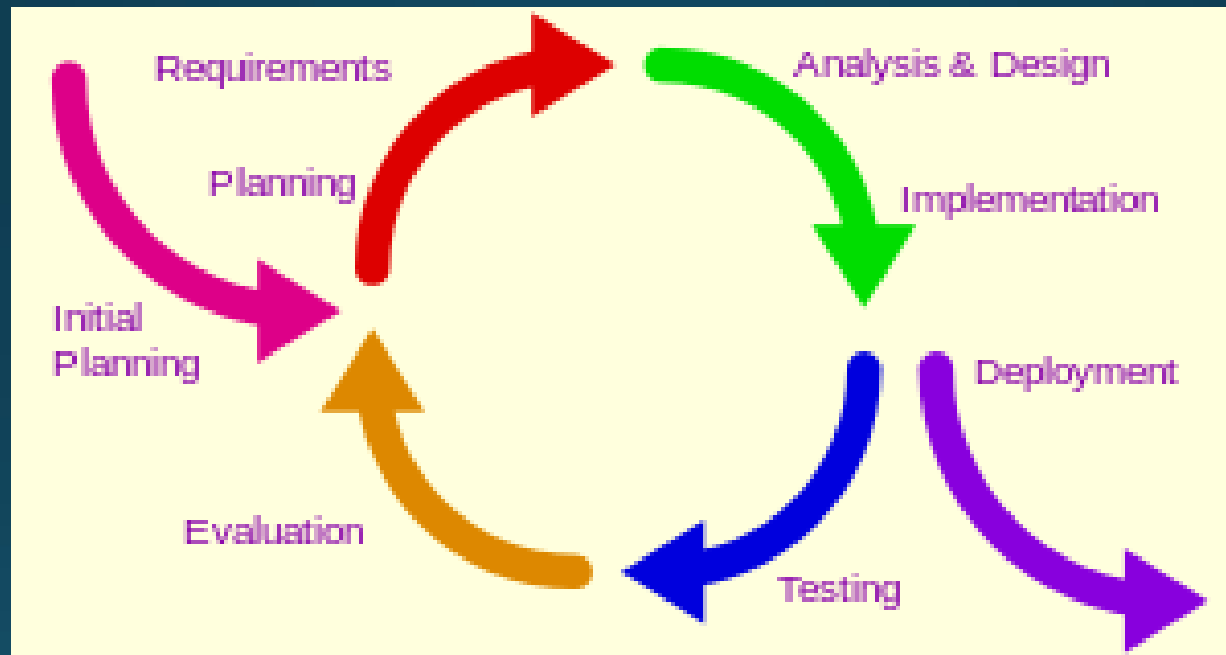 Requirements
Analysis & Design
Planning
Implementation
Initial
Planning
Deployment
Evaluation
Testing